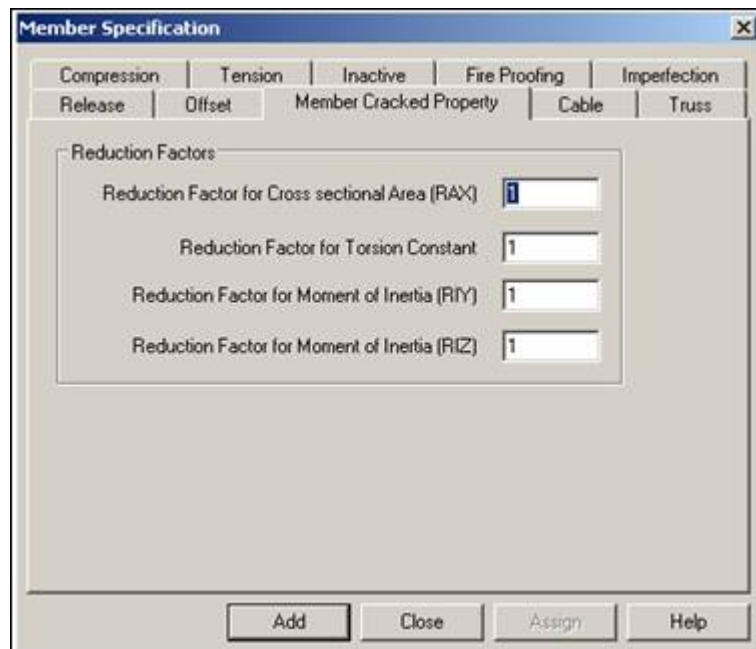 Member Specification
Compression Tension Inactive Fire Proofing Imperfection
Release Offset Member Cracked Property Cable Truss
Reduction Factors
Reduction Factor for Cross sectional Area (RAX) 1
Reduction Factor for Torsion Constant 1
Reduction Factor for Moment of Inertia (RIY) 1
Reduction Factor for Moment of Inertia (RIZ) 1
Add Close Assign Help